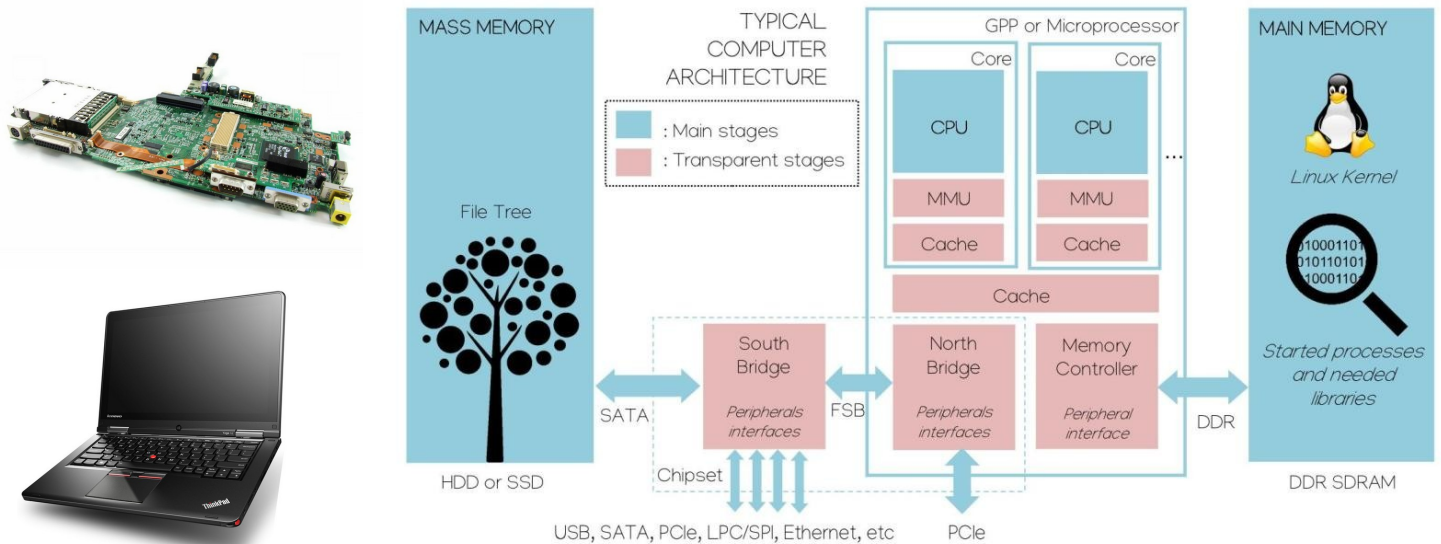 MASS MEMORY
File Tree
HDD or SSD
TYPICAL
COMPUTER
ARCHITECTURE
: Main stages
: Transparent stages
GPP or Microprocessor
Core
CPU
MMU
Cache
Core
CPU
MMU
Cache
...
Cache
South
Bridge
Peripherals
interfaces
North
Bridge
Peripherals
interfaces
Memory
Controller
Peripheral
interface
SATA
FSB
DDR
Chipset
USB, SATA, PCIe, LPC/SPI, Ethernet, etc
PCIe
MAIN MEMORY
Linux Kernel
010001101
010110101
10001101
Started processes
and needed
libraries
DDR SDRAM
ThinkPad